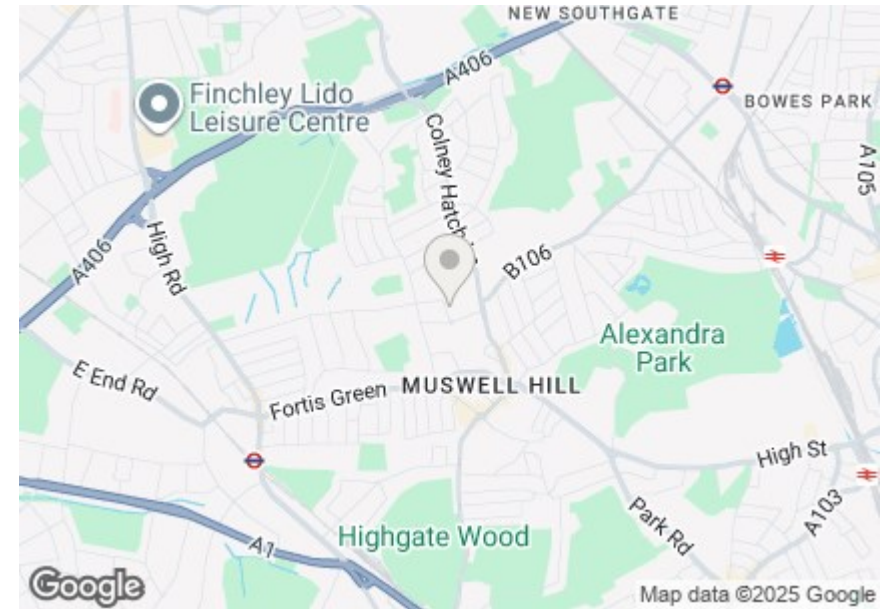 NEW SOUTHGATE
A406
Finchley Lido
Leisure Centre
BOWES PARK
Colney Hatch
A105
High Rd
A406
B106
Alexandra
Park
E End Rd
Fortis Green
MUSWELL HILL
High St
Park Rd
A103
A1
Highgate Wood
Google
Map data ©2025 Google